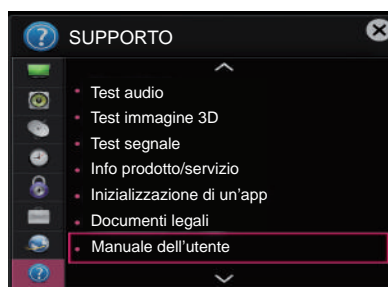 SUPPORTO
Test audio
Test immagine 3D
Test segnale
Info prodotto/servizio
Inizializzazione di un'app
Documenti legali
Manuale dell'utente